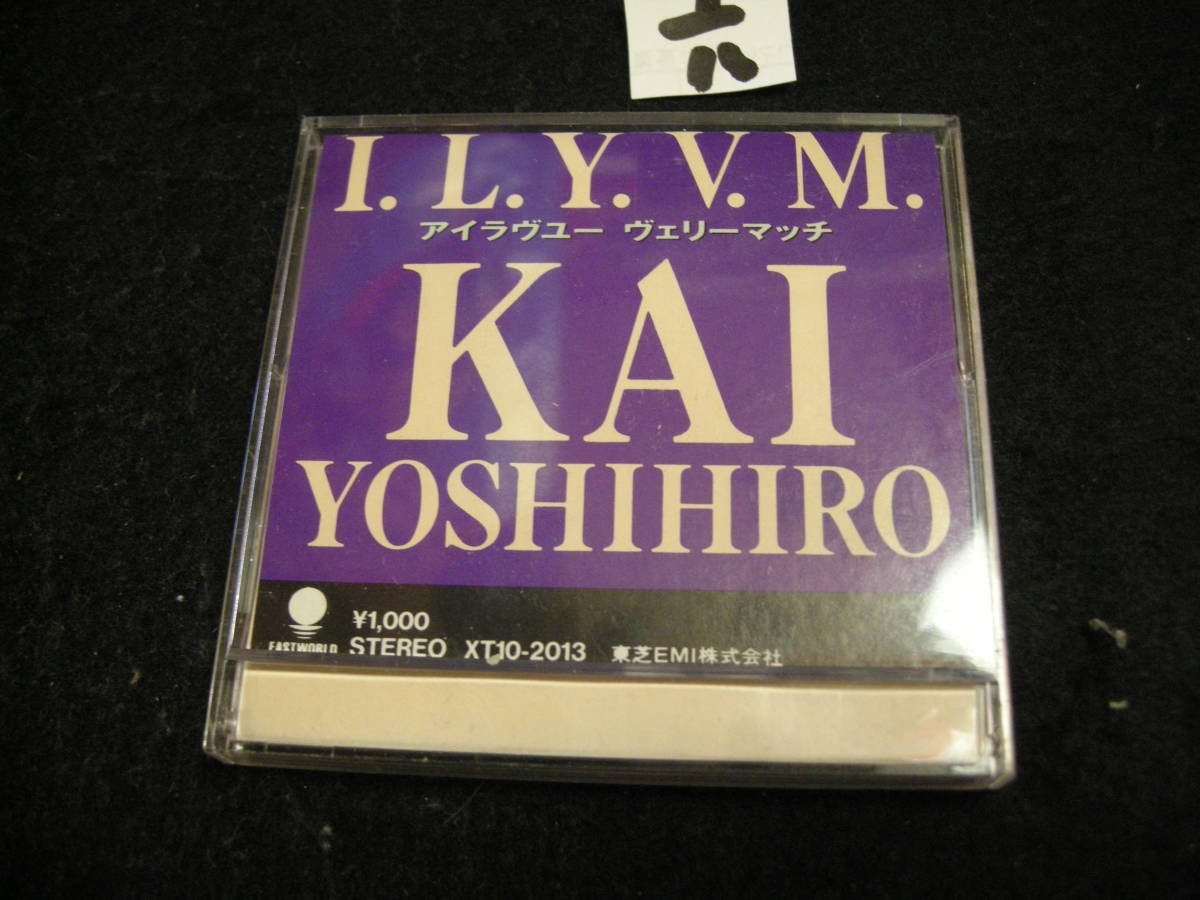 I. L. Y. V. M.
アイラヴユー ヴェリーマッチ
KAI
YOSHIHIRO
¥1,000
EASTWORLD STEREO XT10-2013 東芝EMI株式会社